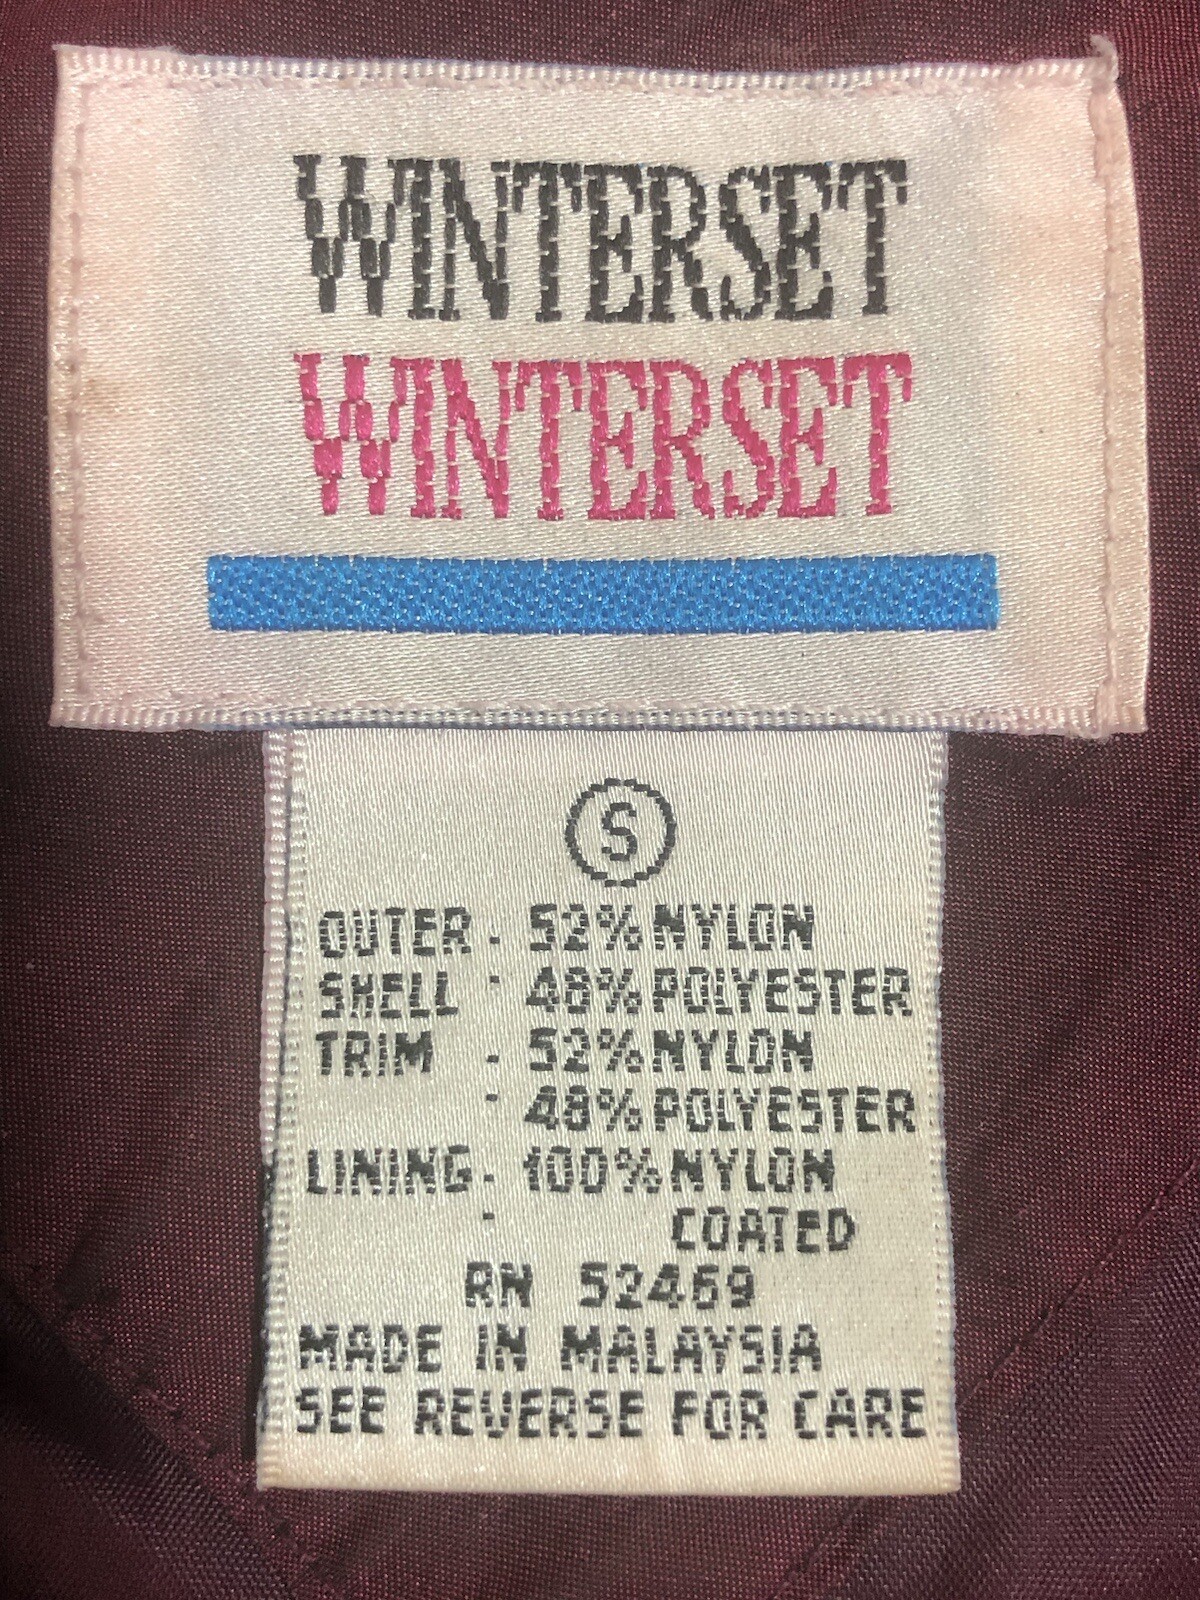 WINTERSET
WINTERSET
S
OUTER : 52% NYLON
SHELL : 48% POLYESTER
TRIM : 52% NYLON
48% POLYESTER
LINING : 100% NYLON
COATED
RN 52469
MADE IN MALAYSIA
SEE REVERSE FOR CARE